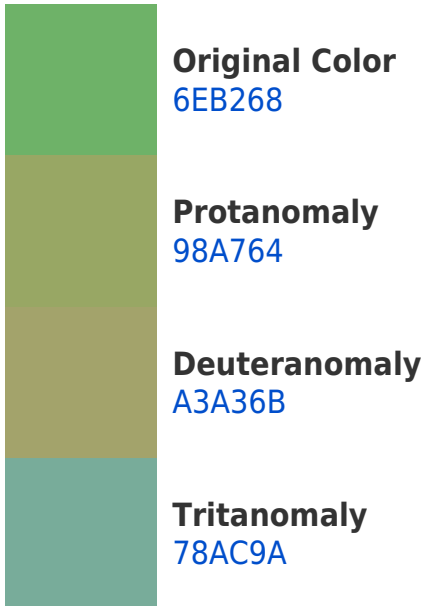 Original Color
6EB268
Protanomaly
98A764
Deuteranomaly
A3A36B
Tritanomaly
78AC9A